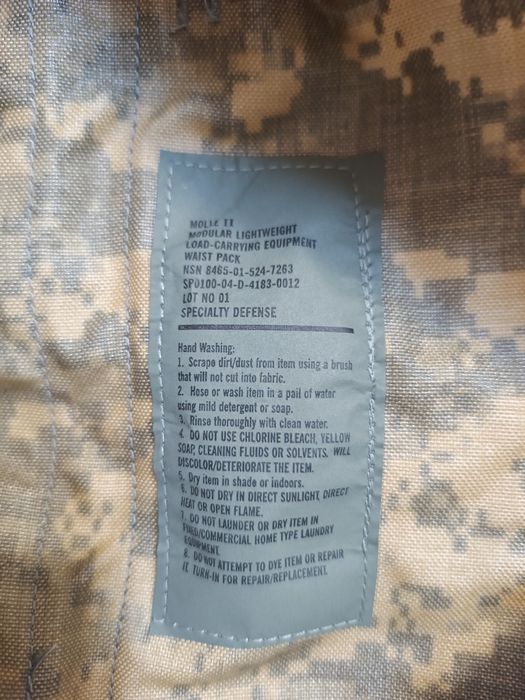 MOLLE II
MODULAR LIGHTWEIGHT
LOAD-CARRYING EQUIPMENT
WAIST PACK
NSN 8465-01-524-7263
SP0100-04-D-4183-0012
LOT NO 01
SPECIALTY DEFENSE
Hand Washing:
1. Scrape dirt/dust from item using a brush
that will not cut into fabric.
2. Hose or wash item in a pail of water
using mild detergent or soap.
3. Rinse thoroughly with clean water.
4. DO NOT USE CHLORINE BLEACH, YELLOW
SOAP, CLEANING FLUIDS OR SOLVENTS. WILL
DISCOLOR/DETERIORATE THE ITEM.
5. Dry item in shade or indoors.
6. DO NOT DRY IN DIRECT SUNLIGHT, DIRECT
HEAT OR OPEN FLAME.
7. DO NOT LAUNDER OR DRY ITEM IN
FIXED/COMMERCIAL HOME TYPE LAUNDRY
EQUIPMENT.
8. DO NOT ATTEMPT TO DYE ITEM OR REPAIR
IT. TURN-IN FOR REPAIR/REPLACEMENT.